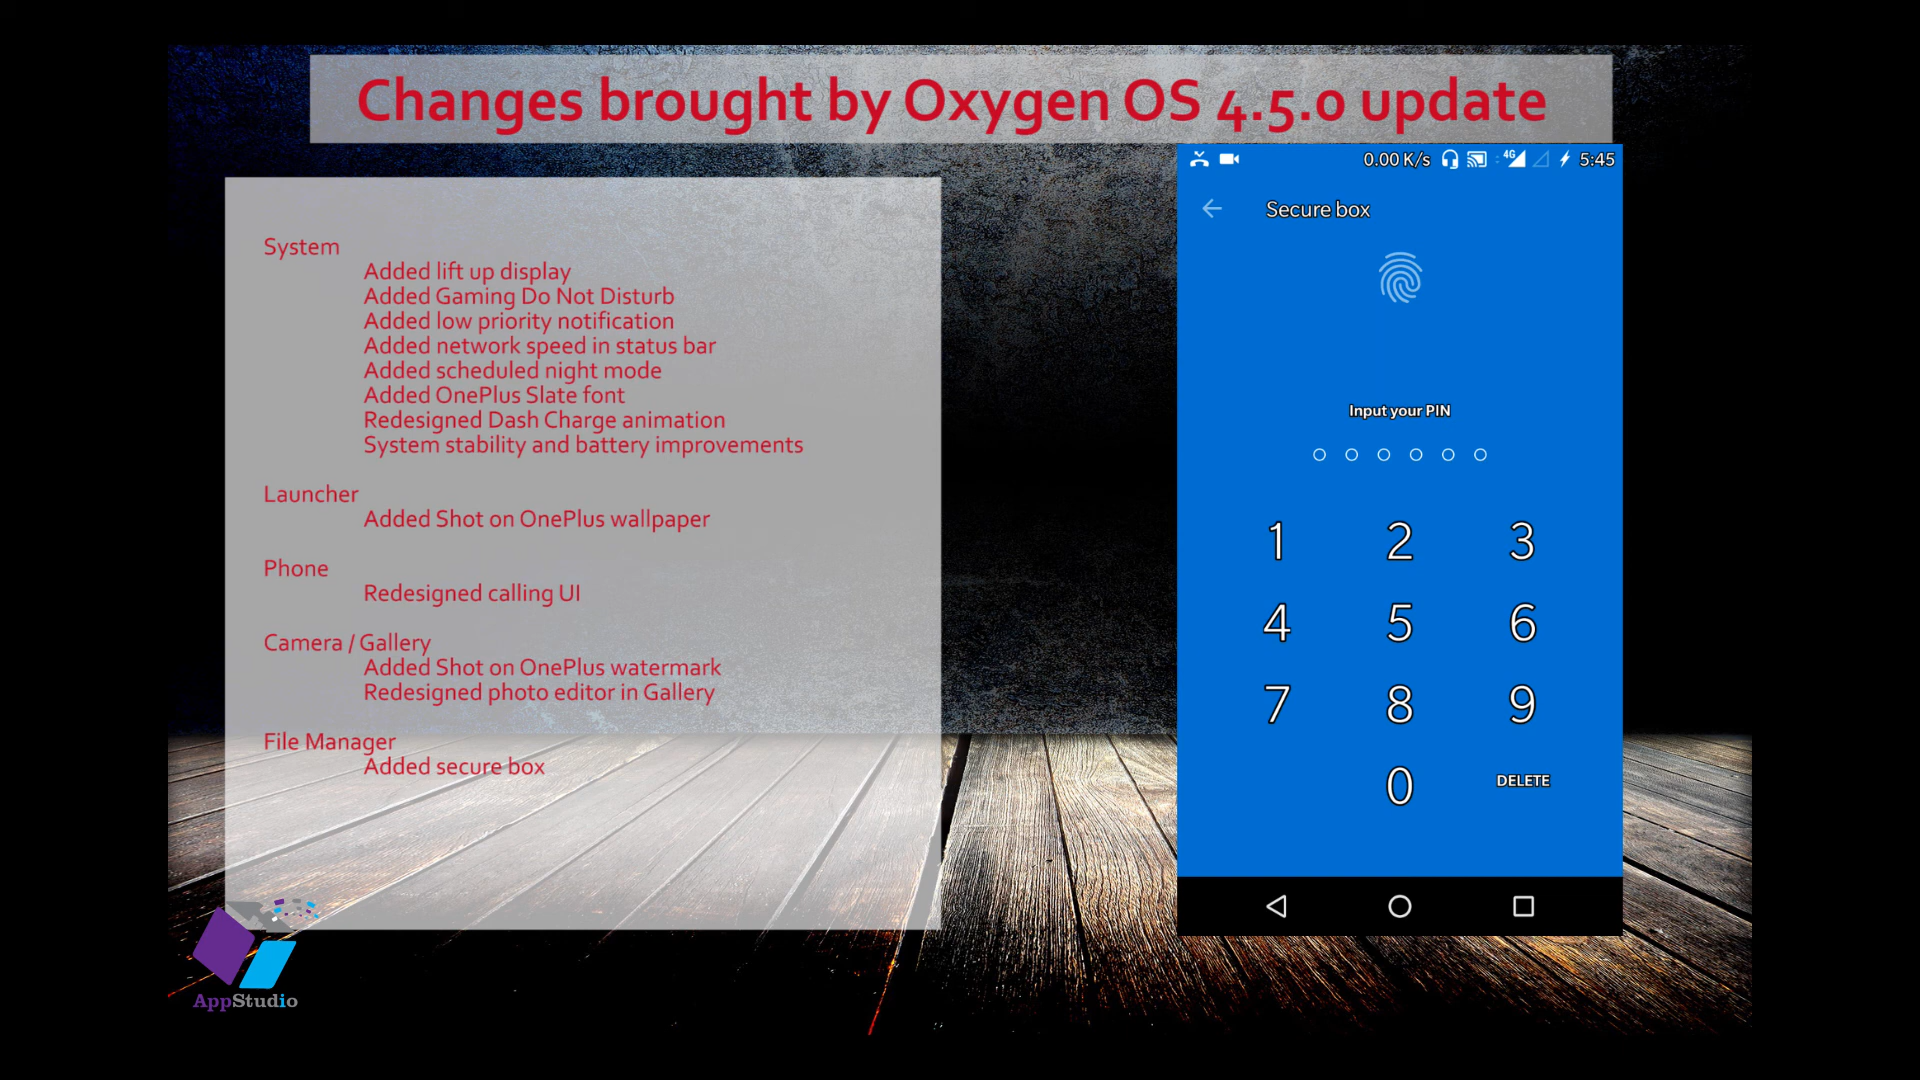 Changes brought by Oxygen OS 4.5.0 update
System
Added lift up display
Added Gaming Do Not Disturb
Added low priority notification
Added network speed in status bar
Added scheduled night mode
Added OnePlus Slate font
Redesigned Dash Charge animation
System stability and battery improvements
Launcher
Added Shot on OnePlus wallpaper
Phone
Redesigned calling UI
Camera / Gallery
Added Shot on OnePlus watermark
Redesigned photo editor in Gallery
File Manager
Added secure box
AppStudio
0.00 K/s 4G 5:45
Secure box
Input your PIN
1 2 3
4 5 6
7 8 9
0 DELETE